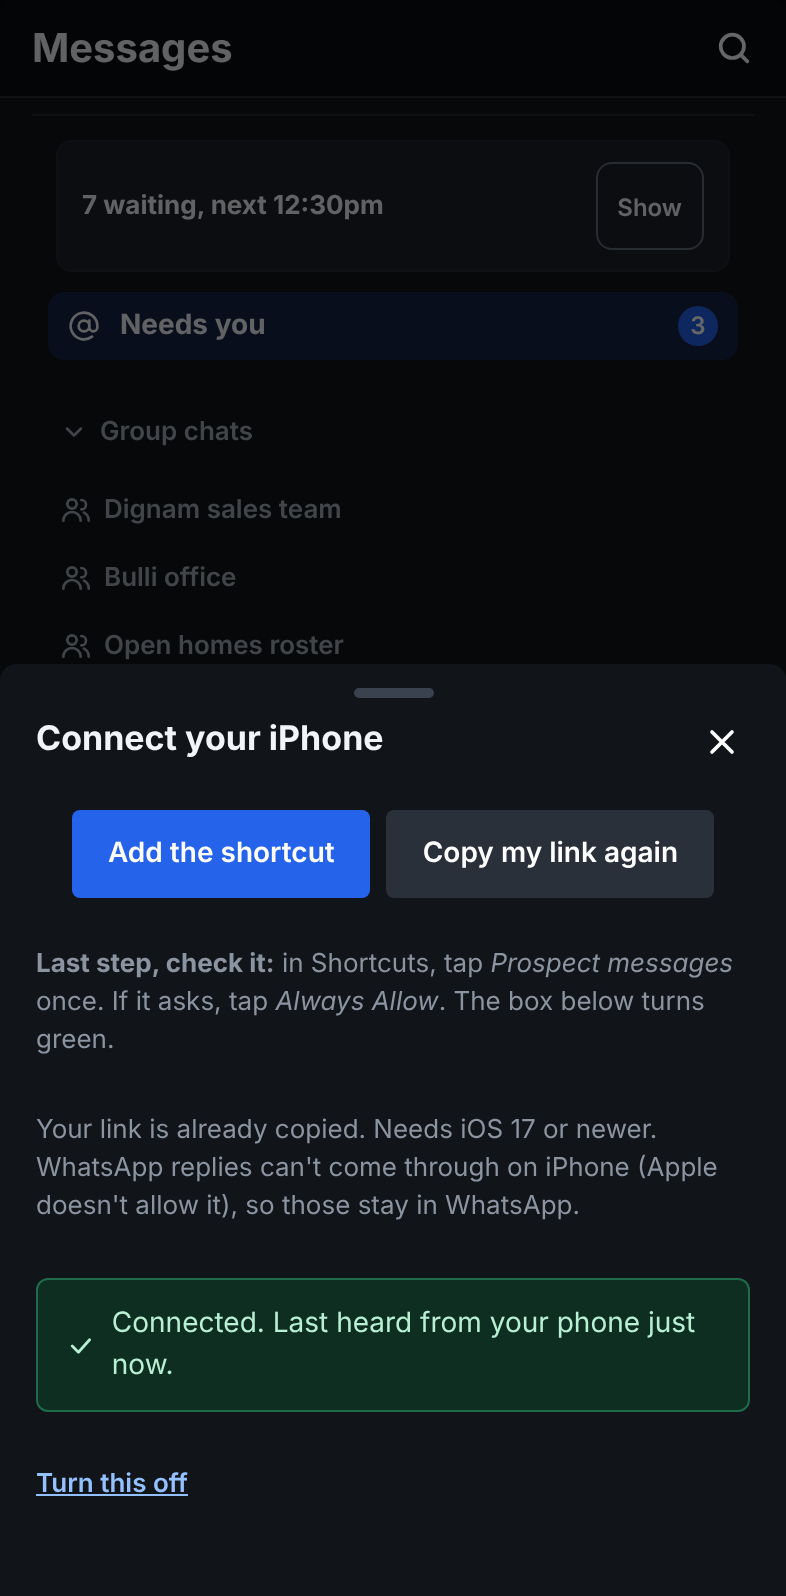 Messages
7 waiting, next 12:30pm
Show
Needs you
3
Group chats
Dignam sales team
Bulli office
Open homes roster
Connect your iPhone
Add the shortcut
Copy my link again
Last step, check it: in Shortcuts, tap Prospect messages
once. If it asks, tap Always Allow. The box below turns
green.
Your link is already copied. Needs iOS 17 or newer.
WhatsApp replies can't come through on iPhone (Apple
doesn't allow it), so those stay in WhatsApp.
Connected. Last heard from your phone just
now.
Turn this off